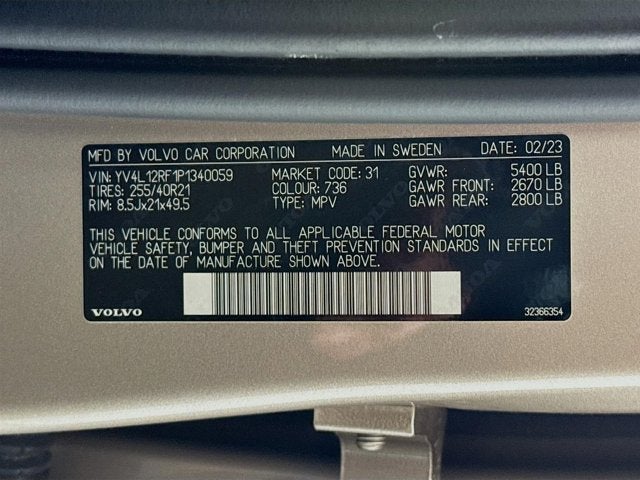 MFD BY VOLVO CAR CORPORATION MADE IN SWEDEN DATE: 02/23
VIN: YV4L12RF1P1340059 MARKET CODE: 31 GVWR: 5400 LB
TIRES: 255/40R21 COLOUR: 736 GAWR FRONT: 2670 LB
RIM: 8.5Jx21x49.5 TYPE: MPV GAWR REAR: 2800 LB
THIS VEHICLE CONFORMS TO ALL APPLICABLE FEDERAL MOTOR
VEHICLE SAFETY, BUMPER AND THEFT PREVENTION STANDARDS IN EFFECT
ON THE DATE OF MANUFACTURE SHOWN ABOVE.
VOLVO 32366354